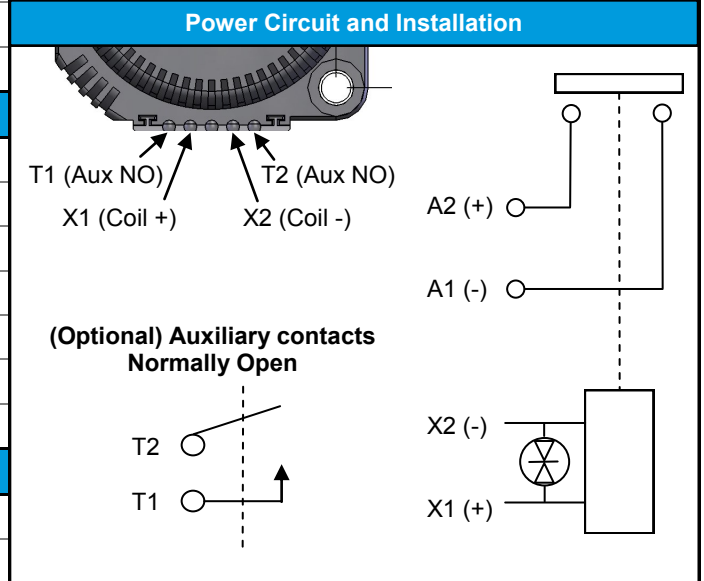 Power Circuit and Installation
T1 (Aux NO)
T2 (Aux NO)
X1 (Coil +)
X2 (Coil -)
A2 (+)
A1 (-)
(Optional) Auxiliary contacts
Normally Open
T2
T1
X2 (-)
X1 (+)